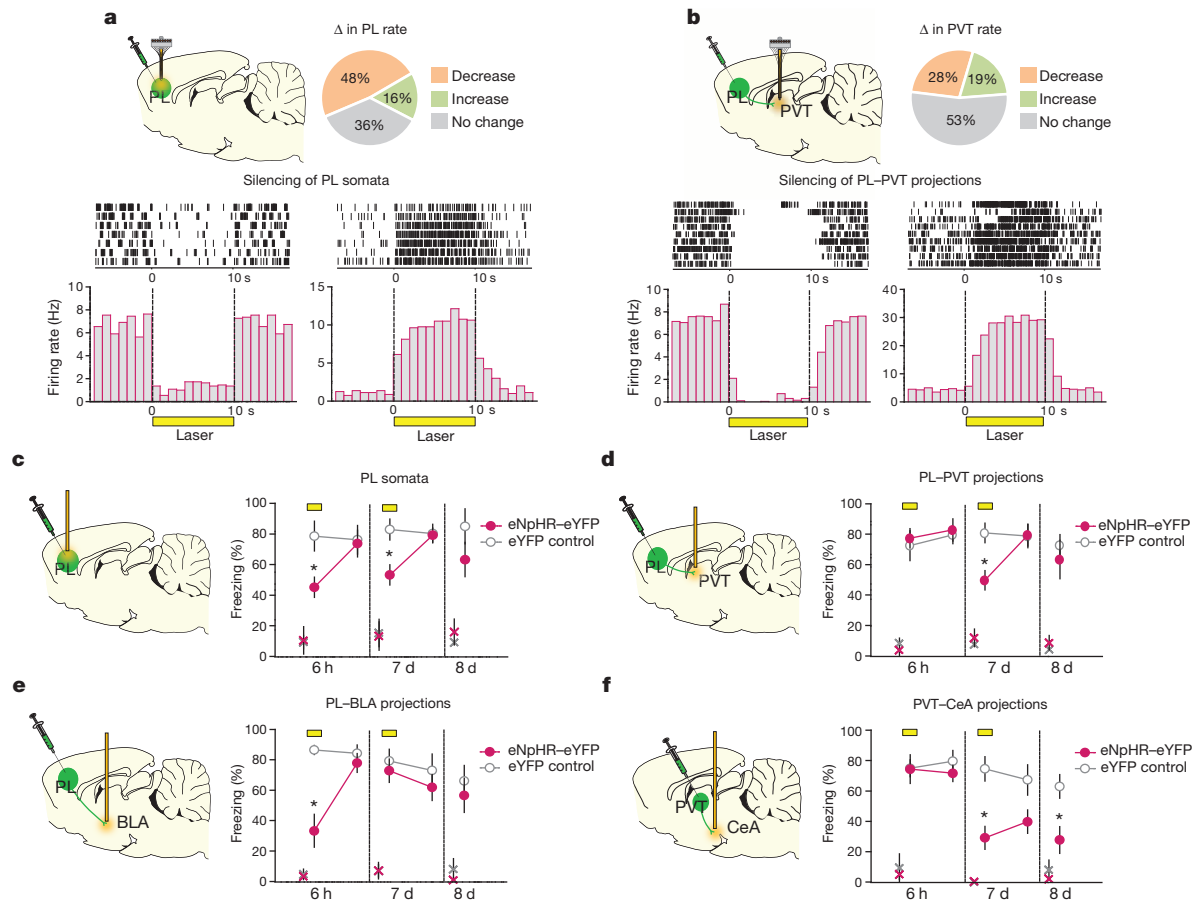 a
Δ in PL rate
PL
48%
16%
36%
Decrease
Increase
No change
Silencing of PL somata
0 10 s 0 10 s
Firing rate (Hz)
10
8
6
4
2
0
15
10
5
0
0 10 s 0 10 s
Laser Laser
b
Δ in PVT rate
PL
PVT
28%
19%
53%
Decrease
Increase
No change
Silencing of PL–PVT projections
0 10 s 0 10 s
Firing rate (Hz)
10
8
6
4
2
0
40
30
20
10
0
0 10 s 0 10 s
Laser Laser
c
PL
PL somata
Freezing (%)
100
80
60
40
20
0
*
*
eNpHR–eYFP
eYFP control
6 h 7 d 8 d
d
PL
PVT
PL–PVT projections
Freezing (%)
100
80
60
40
20
0
*
eNpHR–eYFP
eYFP control
6 h 7 d 8 d
e
PL
BLA
PL–BLA projections
Freezing (%)
100
80
60
40
20
0
*
eNpHR–eYFP
eYFP control
6 h 7 d 8 d
f
PVT
CeA
PVT–CeA projections
Freezing (%)
100
80
60
40
20
0
*
*
eNpHR–eYFP
eYFP control
6 h 7 d 8 d